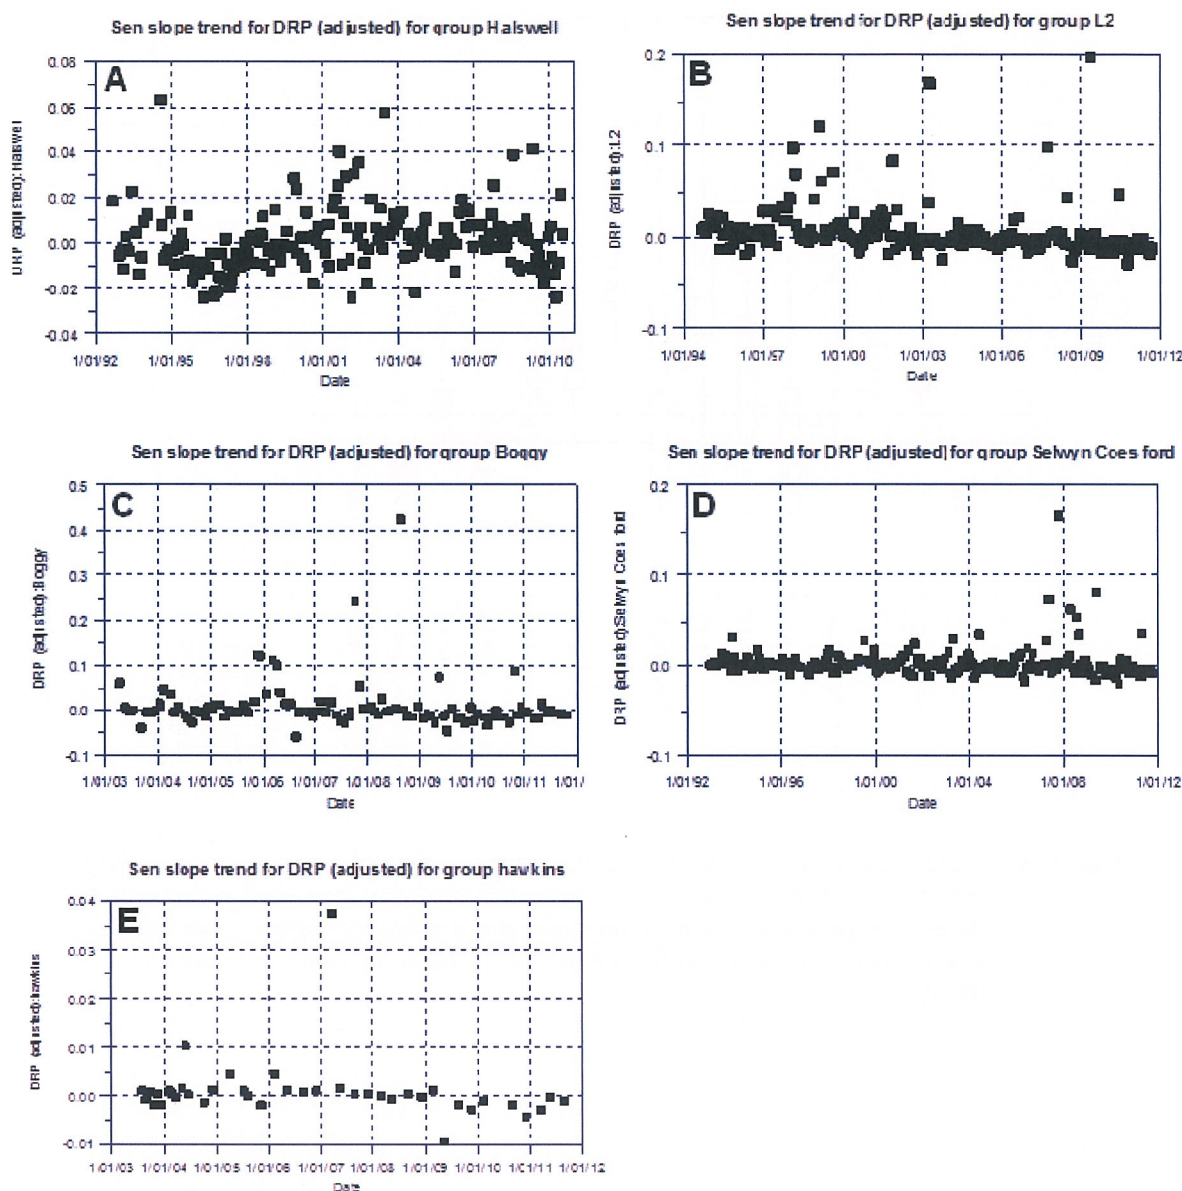 Sen slope trend for DRP (adjusted) for group Halswell
A
DRP (adjusted):Halswell
0.08
0.06
0.04
0.02
0.00
-0.02
-0.04
1/01/92 1/01/95 1/01/98 1/01/01 1/01/04 1/01/07 1/01/10
Date
Sen slope trend for DRP (adjusted) for group L2
B
DRP (adjusted):L2
0.2
0.1
0.0
-0.1
1/01/94 1/01/97 1/01/00 1/01/03 1/01/06 1/01/09 1/01/12
Date
Sen slope trend for DRP (adjusted) for group Boggy
C
DRP (adjusted):Boggy
0.5
0.4
0.3
0.2
0.1
0.0
-0.1
1/01/03 1/01/04 1/01/05 1/01/06 1/01/07 1/01/08 1/01/09 1/01/10 1/01/11 1/01/
Date
Sen slope trend for DRP (adjusted) for group Selwyn Coes ford
D
DRP (adjusted):Selwyn Coes ford
0.2
0.1
0.0
-0.1
1/01/92 1/01/96 1/01/00 1/01/04 1/01/08 1/01/12
Date
Sen slope trend for DRP (adjusted) for group hawkins
E
DRP (adjusted):hawkins
0.04
0.03
0.02
0.01
0.00
-0.01
1/01/03 1/01/04 1/01/05 1/01/06 1/01/07 1/01/08 1/01/09 1/01/10 1/01/11 1/01/12
Date